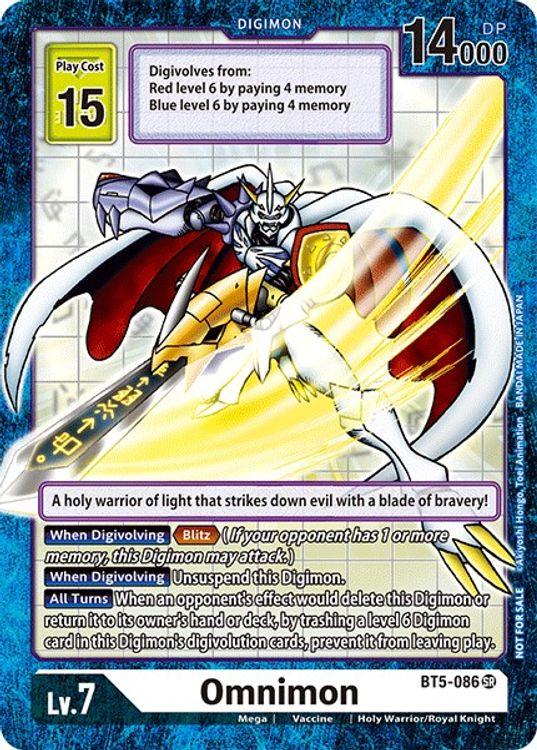 DIGIMON
14000 DP
Play Cost
15
Digivolves from:
Red level 6 by paying 4 memory
Blue level 6 by paying 4 memory
A holy warrior of light that strikes down evil with a blade of bravery!
When Digivolving Blitz (If your opponent has 1 or more
memory, this Digimon may attack.)
When Digivolving Unsuspend this Digimon.
All Turns When an opponent's effect would delete this Digimon or
return it to its owner's hand or deck, by trashing a level 6 Digimon
card in this Digimon's digivolution cards, prevent it from leaving play.
Lv.7
Omnimon
BT5-086 SR
Mega | Vaccine | Holy Warrior/Royal Knight
NOT FOR SALE ©Akiyoshi Hongo, Toei Animation · BANDAI MADE IN JAPAN